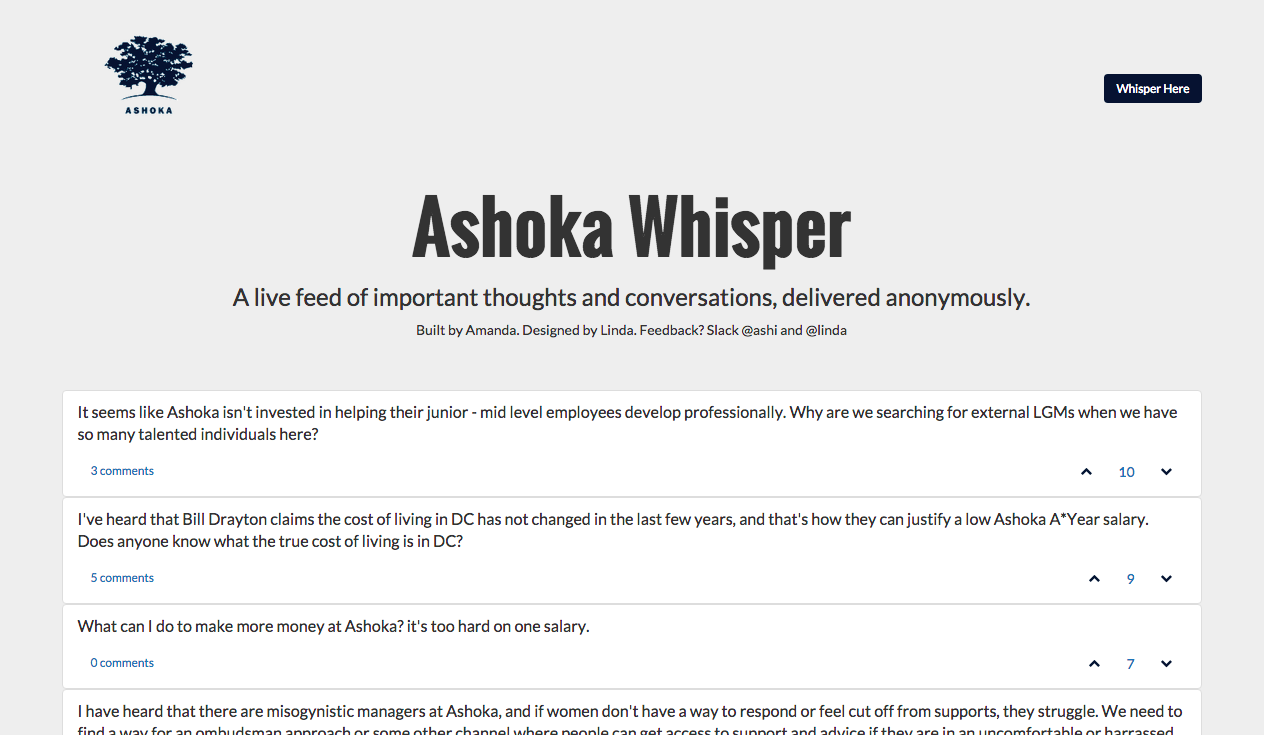 ASHOKA
Whisper Here
Ashoka Whisper
A live feed of important thoughts and conversations, delivered anonymously.
Built by Amanda. Designed by Linda. Feedback? Slack @ashi and @linda
It seems like Ashoka isn't invested in helping their junior - mid level employees develop professionally. Why are we searching for external LGMs when we have
so many talented individuals here?
3 comments
10
I've heard that Bill Drayton claims the cost of living in DC has not changed in the last few years, and that's how they can justify a low Ashoka A*Year salary.
Does anyone know what the true cost of living is in DC?
5 comments
9
What can I do to make more money at Ashoka? it's too hard on one salary.
0 comments
7
I have heard that there are misogynistic managers at Ashoka, and if women don't have a way to respond or feel cut off from supports, they struggle. We need to
find a way for an ombudsman approach or some other channel where people can get access to support and advice if they are in an uncomfortable or harrassed